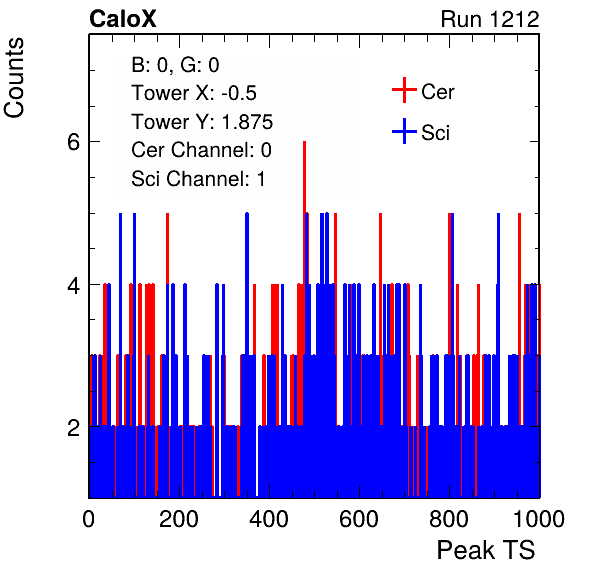 CaloX Run 1212
Counts
B: 0, G: 0
Tower X: -0.5
Tower Y: 1.875
Cer Channel: 0
Sci Channel: 1
Cer
Sci
6
4
2
0 200 400 600 800 1000
Peak TS